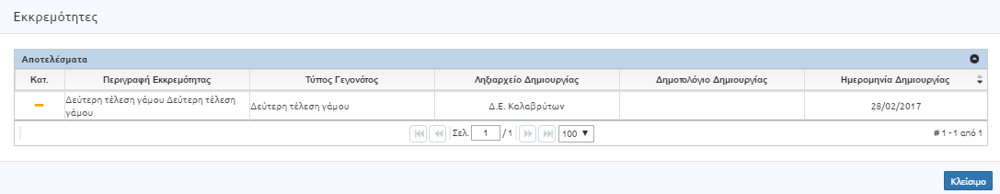 Εκκρεμότητες
Αποτελέσματα
Κατ. Περιγραφή Εκκρεμότητας Τύπος Γεγονότος Ληξιαρχείο Δημιουργίας Δημοτολόγιο Δημιουργίας Ημερομηνία Δημιουργίας
Δεύτερη τέλεση γάμου Δεύτερη τέλεση
γάμου
Δεύτερη τέλεση γάμου Δ.Ε. Καλαβρύτων 28/02/2017
Σελ. 1 / 1 100 # 1 - 1 από 1
Κλείσιμο